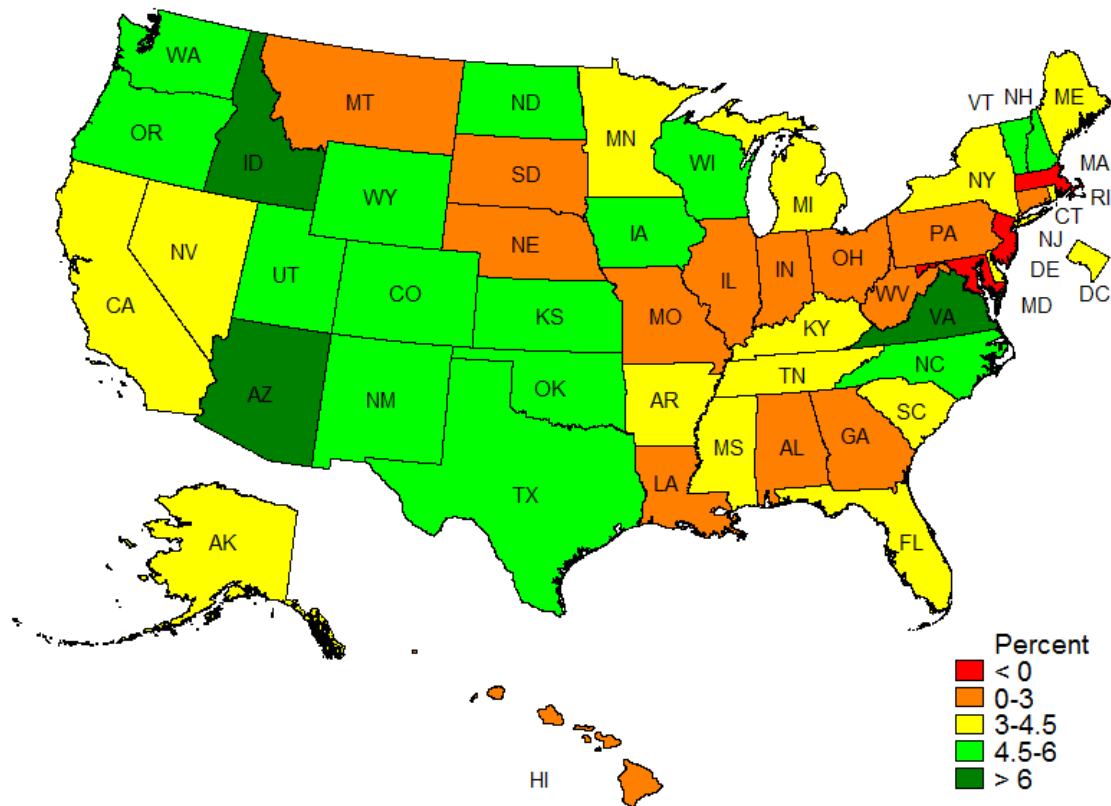 WA
ME
VT
NH
MT
ND
OR
MN
ID
WI
NY
MA
SD
WY
MI
RI
CT
NE
IA
PA
NJ
NV
OH
DE
UT
IL
IN
CO
WV
DC
CA
MD
KS
MO
VA
KY
NC
TN
AZ
OK
NM
AR
SC
MS
AL
GA
LA
TX
AK
FL
Percent
< 0
0-3
3-4.5
4.5-6
> 6
HI